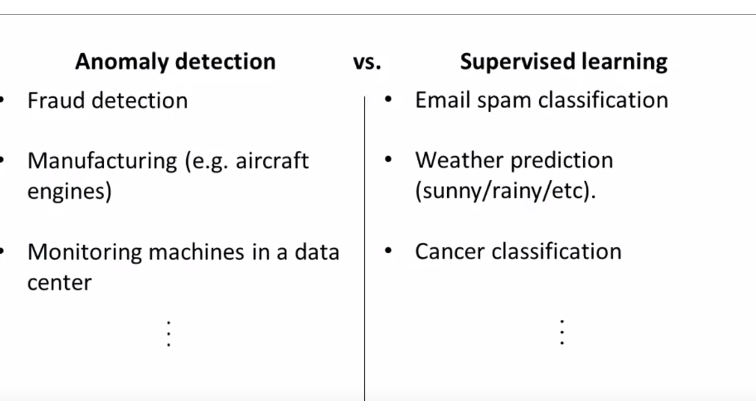 Anomaly detection vs. Supervised learning
• Fraud detection
• Manufacturing (e.g. aircraft
engines)
• Monitoring machines in a data
center
⋮
• Email spam classification
• Weather prediction
(sunny/rainy/etc).
• Cancer classification
⋮